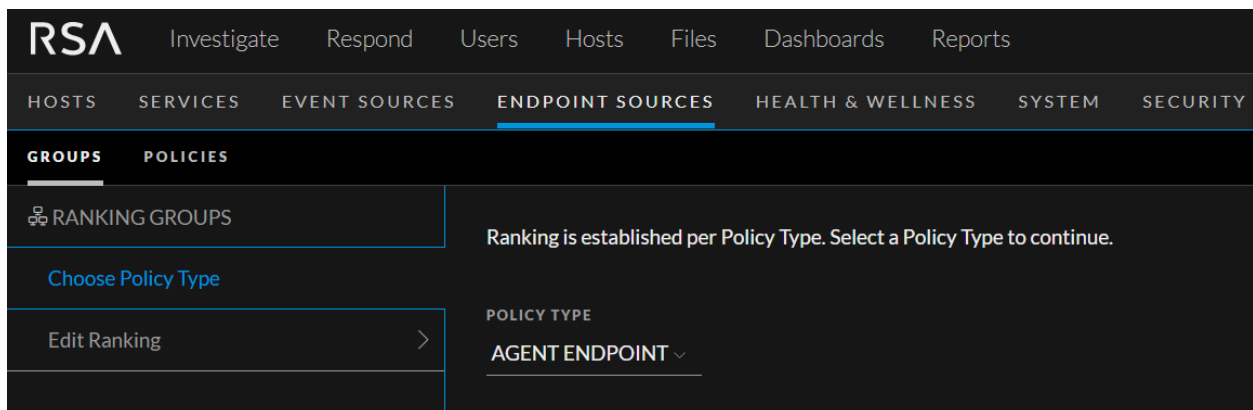 RSA Investigate Respond Users Hosts Files Dashboards Reports
HOSTS SERVICES EVENT SOURCES ENDPOINT SOURCES HEALTH & WELLNESS SYSTEM SECURITY
GROUPS POLICIES
RANKING GROUPS
Choose Policy Type
Edit Ranking
Ranking is established per Policy Type. Select a Policy Type to continue.
POLICY TYPE
AGENT ENDPOINT